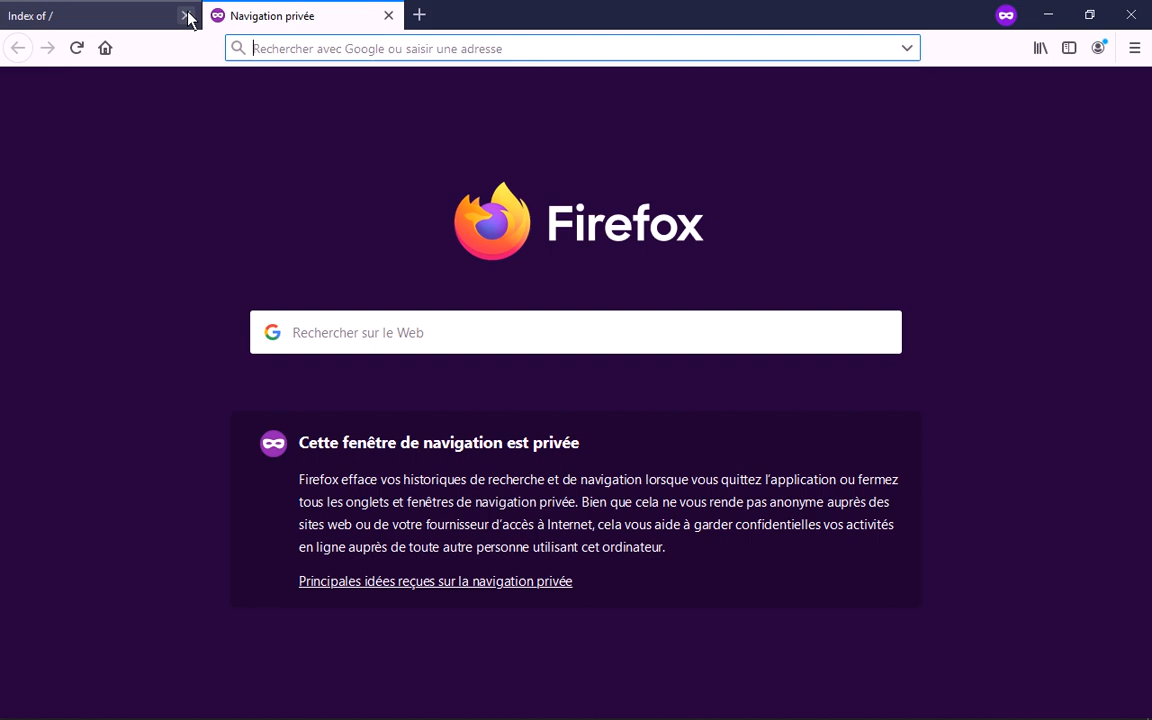 Index of /
Navigation privée
Rechercher avec Google ou saisir une adresse
Firefox
Rechercher sur le Web
Cette fenêtre de navigation est privée
Firefox efface vos historiques de recherche et de navigation lorsque vous quittez l'application ou fermez
tous les onglets et fenêtres de navigation privée. Bien que cela ne vous rende pas anonyme auprès des
sites web ou de votre fournisseur d'accès à Internet, cela vous aide à garder confidentielles vos activités
en ligne auprès de toute autre personne utilisant cet ordinateur.
Principales idées reçues sur la navigation privée